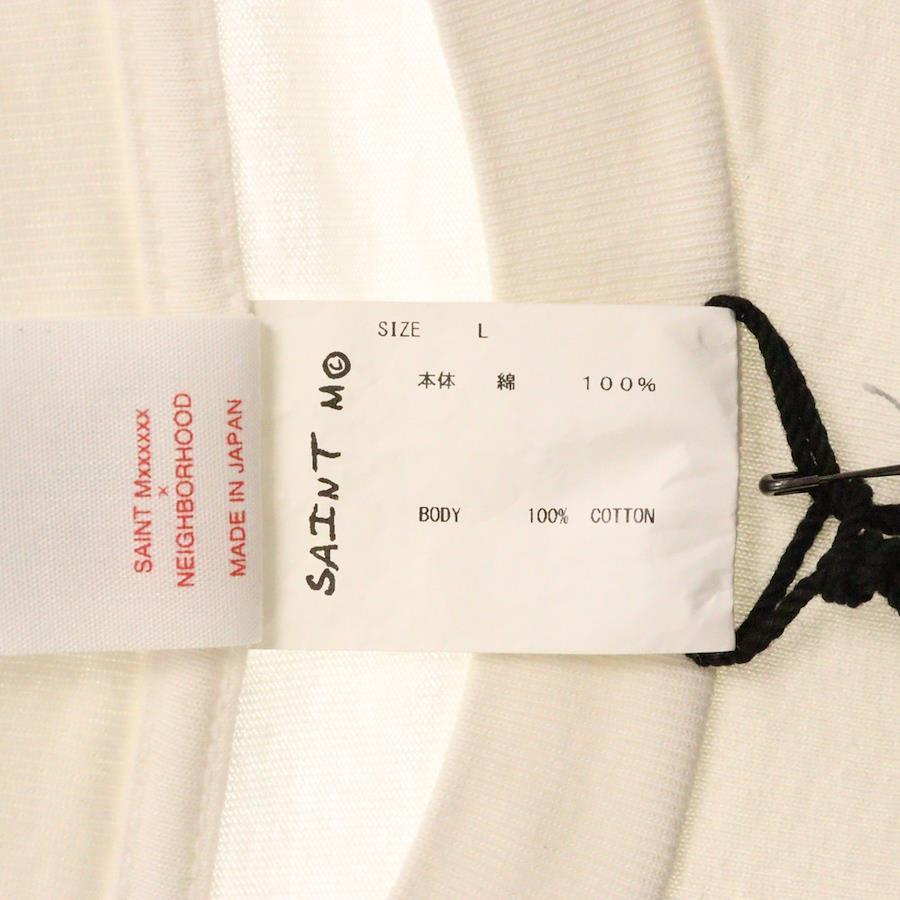 SAINT Mxxxxxx
×
NEIGHBORHOOD
MADE IN JAPAN
SAINT M©
SIZE L
本体 綿 100%
BODY 100% COTTON